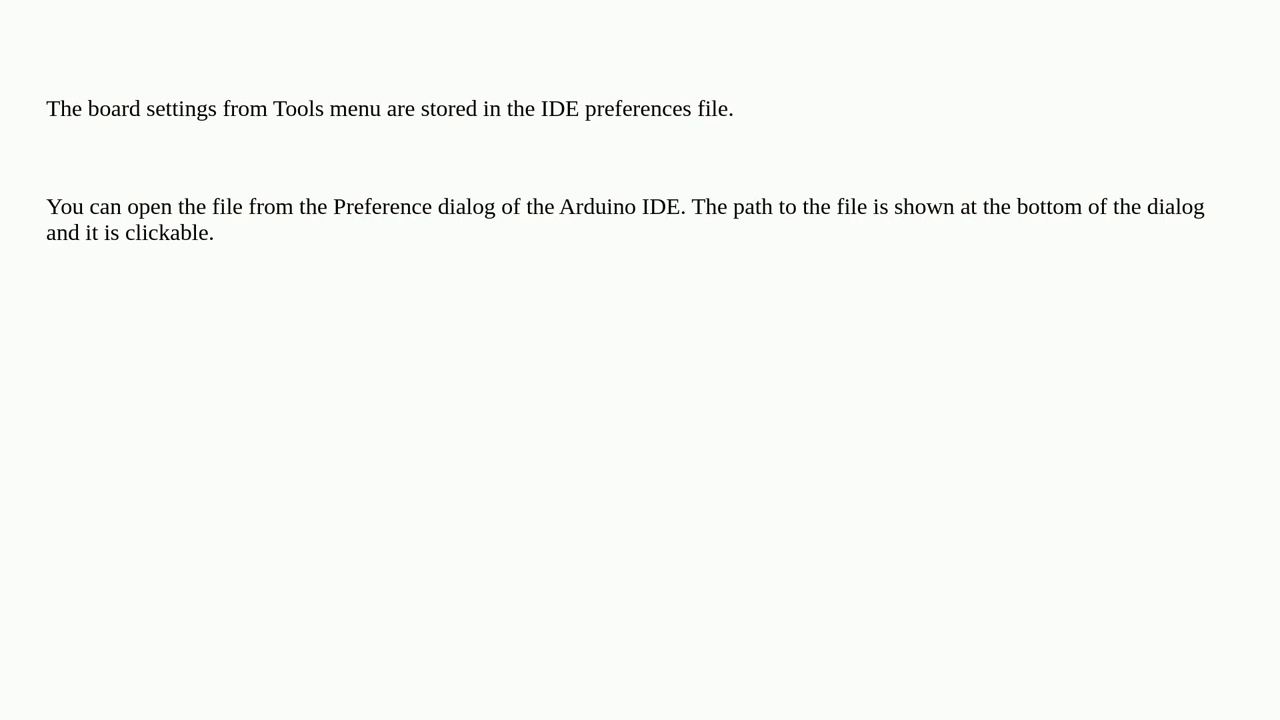 The board settings from Tools menu are stored in the IDE preferences file.
You can open the file from the Preference dialog of the Arduino IDE. The path to the file is shown at the bottom of the dialog
and it is clickable.